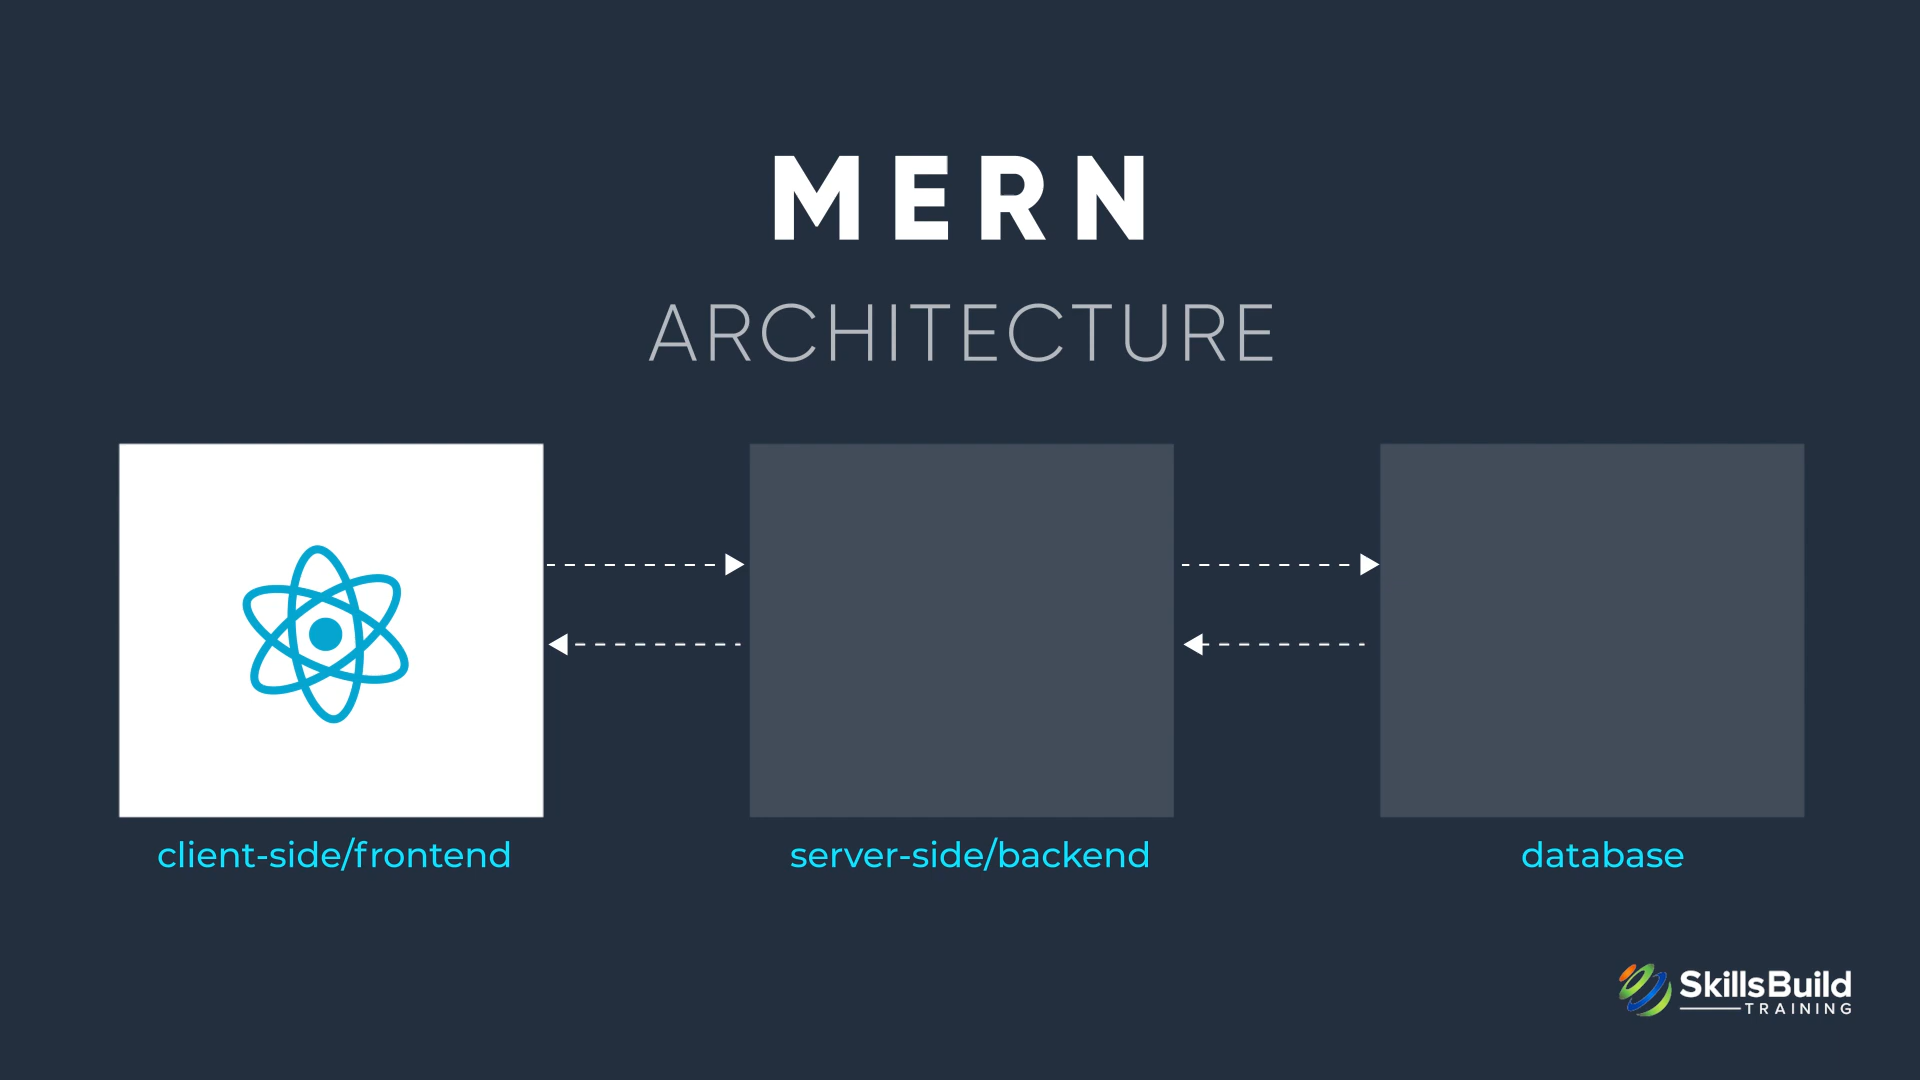 MERN
ARCHITECTURE
client-side/frontend
server-side/backend
database
SkillsBuild
TRAINING